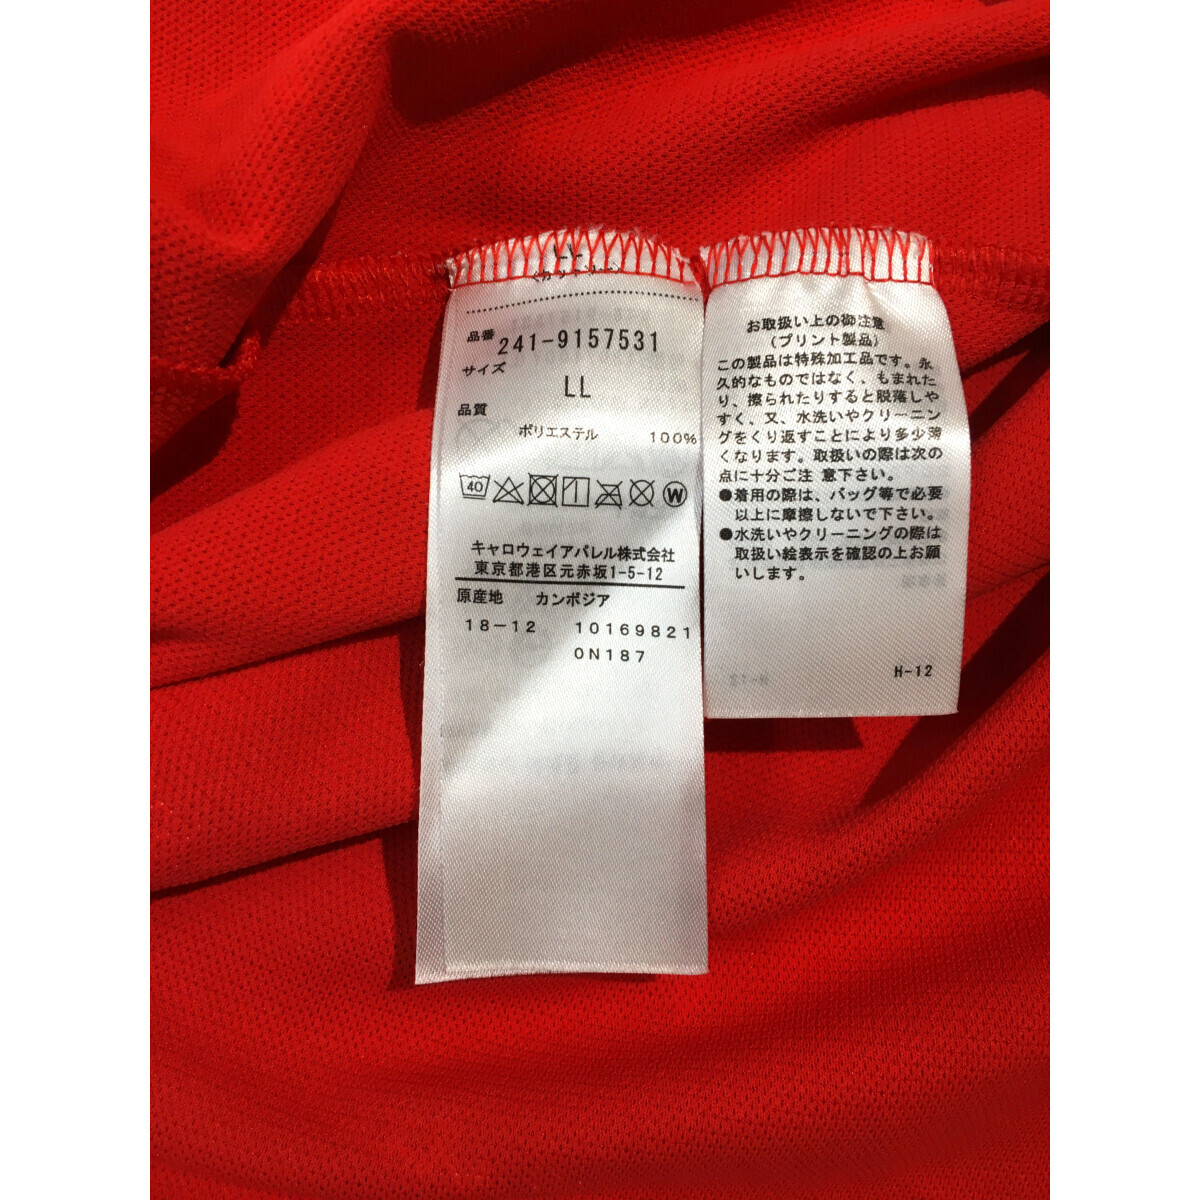 LL
品番 241-9157531
サイズ
LL
品質
ポリエステル 100%
40 W
キャロウェイアパレル株式会社
東京都港区元赤坂1-5-12
原産地 カンボジア
18-12 10169821
0N187
お取扱い上の御注意
(プリント製品)
この製品は特殊加工品です。永
久的なものではなく、もまれた
り、擦られたりすると脱落しや
すく、又、水洗いやクリーニン
グをくり返すことにより多少薄
くなります。取扱いの際は次の
点に十分ご注 意下さい。
●着用の際は、バッグ等で必要
以上に摩擦しないで下さい。
●水洗いやクリーニングの際は
取扱い絵表示を確認の上お願
いします。
H-12